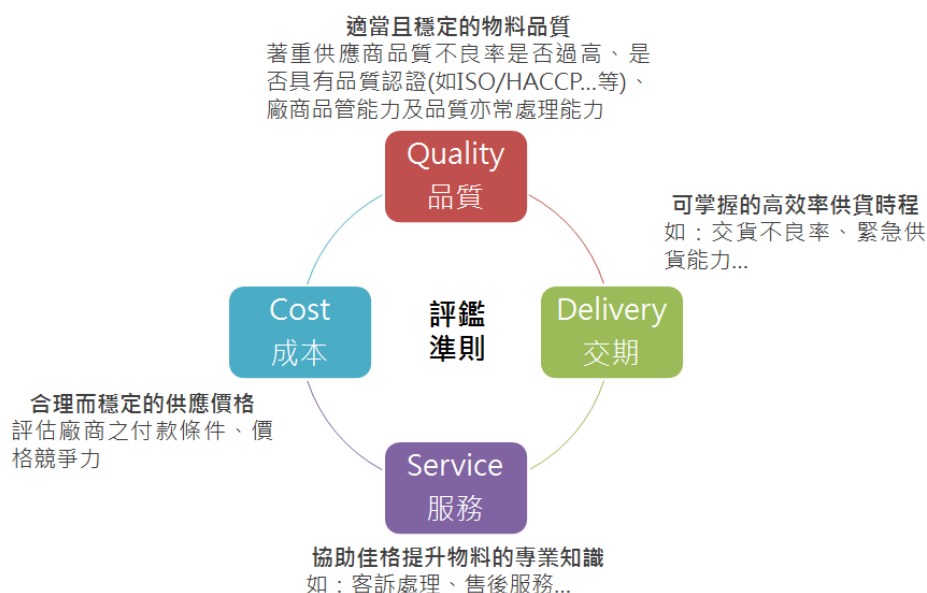 適當且穩定的物料品質
著重供應商品質不良率是否過高、是
否具有品質認證(如ISO/HACCP...等)、
廠商品管能力及品質亦常處理能力
Quality
品質
可掌握的高效率供貨時程
如：交貨不良率、緊急供
貨能力...
Cost
成本
評鑑
準則
Delivery
交期
合理而穩定的供應價格
評估廠商之付款條件、價
格競爭力
Service
服務
協助佳格提升物料的專業知識
如：客訴處理、售後服務...